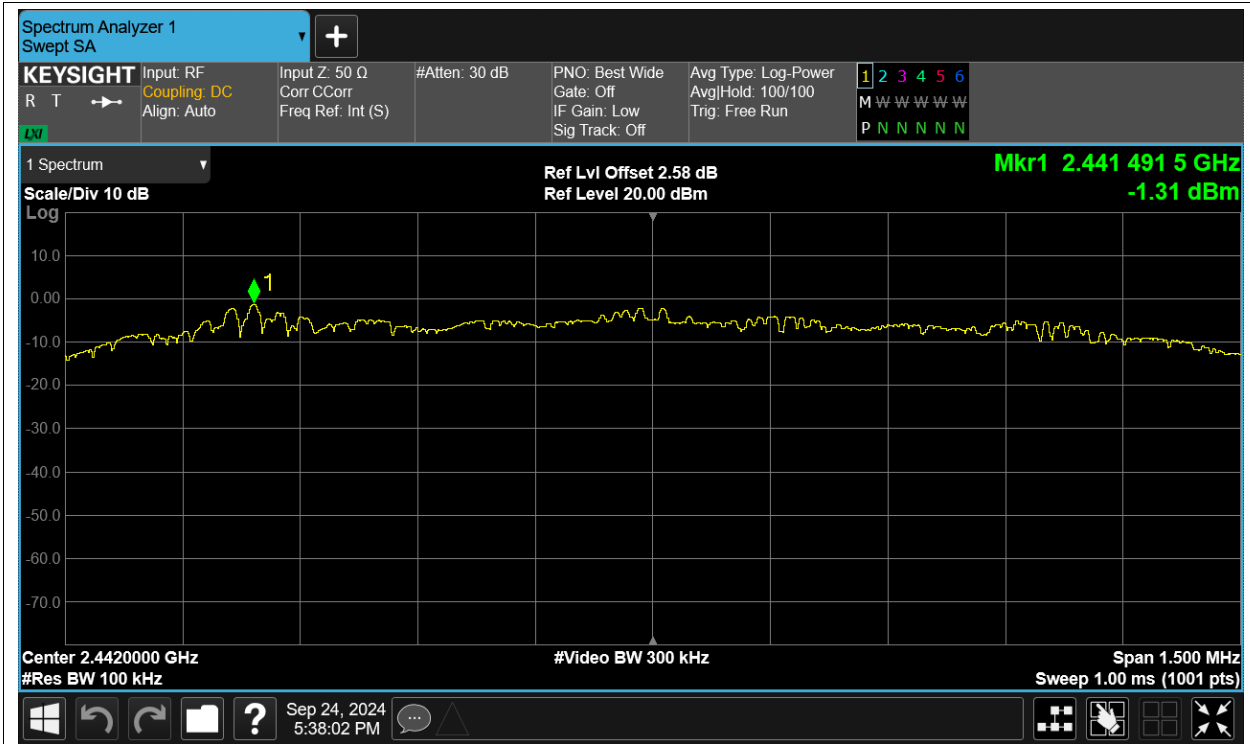 Spectrum Analyzer 1
Swept SA
KEYSIGHT
R T
LXI
Input: RF
Coupling: DC
Align: Auto
Input Z: 50 Ω
Corr CCorr
Freq Ref: Int (S)
#Atten: 30 dB
PNO: Best Wide
Gate: Off
IF Gain: Low
Sig Track: Off
Avg Type: Log-Power
Avg|Hold: 100/100
Trig: Free Run
1 2 3 4 5 6
M W W W W W
P N N N N N
1 Spectrum
Scale/Div 10 dB
Log
Ref Lvl Offset 2.58 dB
Ref Level 20.00 dBm
Mkr1 2.441 491 5 GHz
-1.31 dBm
10.0
1
0.00
-10.0
-20.0
-30.0
-40.0
-50.0
-60.0
-70.0
Center 2.4420000 GHz
#Res BW 100 kHz
#Video BW 300 kHz
Span 1.500 MHz
Sweep 1.00 ms (1001 pts)
?
Sep 24, 2024
5:38:02 PM